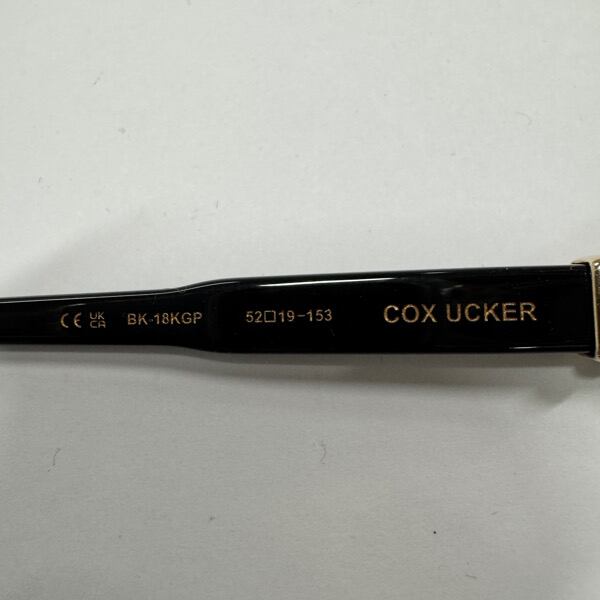 CE UK CA BK-18KGP 52□19-153 COX UCKER